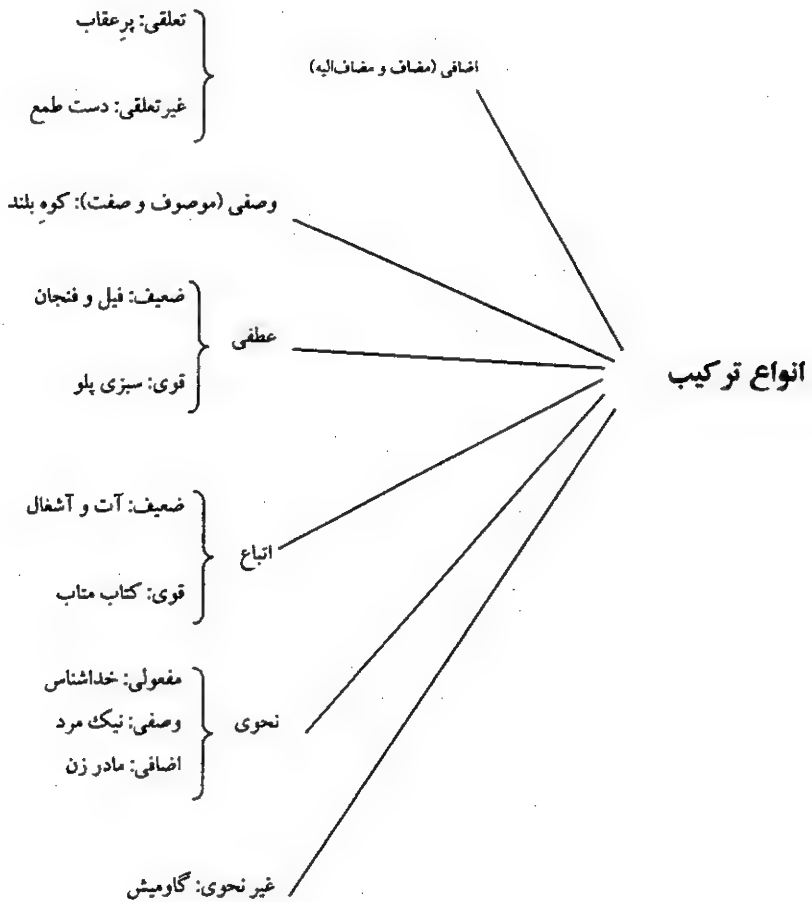 انواع ترکیب
اضافی (مضاف و مضاف‌الیه)
تعلقی: پرِ عقاب
غیرتعلقی: دست طمع
وصفی (موصوف و صفت): کوهِ بلند
عطفی
ضعیف: فیل و فنجان
قوی: سبزی پلو
اتباع
ضعیف: آت و آشغال
قوی: کتاب متاب
نحوی
مفعولی: خداشناس
وصفی: نیک مرد
اضافی: مادر زن
غیر نحوی: گاومیش